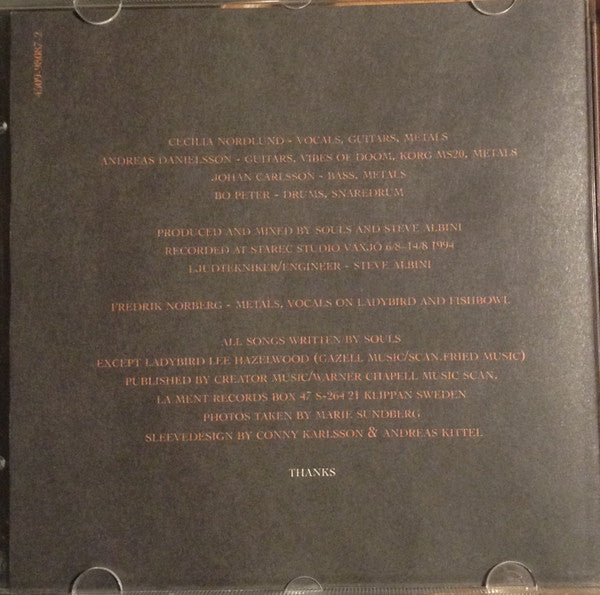 4509-98087-2
CECILIA NORDLUND - VOCALS, GUITARS, METALS
ANDREAS DANIELSSON - GUITARS, VIBES OF DOOM, KORG MS20, METALS
JOHAN CARLSSON - BASS, METALS
BO PETER - DRUMS, SNAREDRUM
PRODUCED AND MIXED BY SOULS AND STEVE ALBINI
RECORDED AT STAREC STUDIO VÄXJÖ 6/8-14/8 1994
LJUDTEKNIKER/ENGINEER - STEVE ALBINI
FREDRIK NORBERG - METALS, VOCALS ON LADYBIRD AND FISHBOWL
ALL SONGS WRITTEN BY SOULS
EXCEPT LADYBIRD LEE HAZELWOOD (GAZELL MUSIC/SCAN.FRIED MUSIC)
PUBLISHED BY CREATOR MUSIC/WARNER CHAPELL MUSIC SCAN.
LA MENT RECORDS BOX 47 S-264 21 KLIPPAN SWEDEN
PHOTOS TAKEN BY MARIE SUNDBERG
SLEEVEDESIGN BY CONNY KARLSSON & ANDREAS KITTEL
THANKS